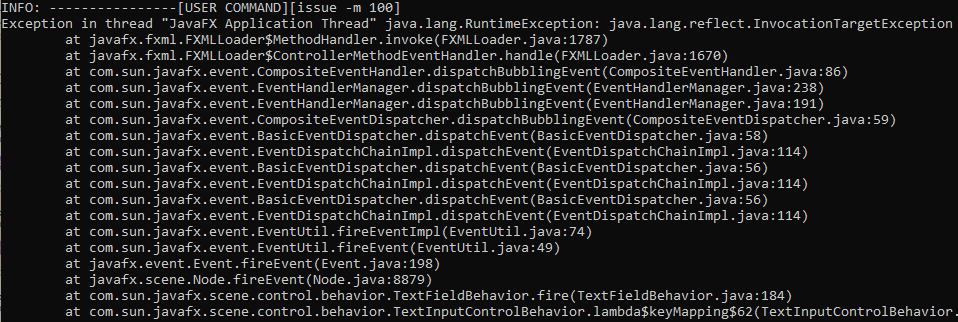 INFO: ----------------[USER COMMAND][issue -m 100]
Exception in thread "JavaFX Application Thread" java.lang.RuntimeException: java.lang.reflect.InvocationTargetException
at javafx.fxml.FXMLLoader$MethodHandler.invoke(FXMLLoader.java:1787)
at javafx.fxml.FXMLLoader$ControllerMethodEventHandler.handle(FXMLLoader.java:1670)
at com.sun.javafx.event.CompositeEventHandler.dispatchBubblingEvent(CompositeEventHandler.java:86)
at com.sun.javafx.event.EventHandlerManager.dispatchBubblingEvent(EventHandlerManager.java:238)
at com.sun.javafx.event.EventHandlerManager.dispatchBubblingEvent(EventHandlerManager.java:191)
at com.sun.javafx.event.CompositeEventDispatcher.dispatchBubblingEvent(CompositeEventDispatcher.java:59)
at com.sun.javafx.event.BasicEventDispatcher.dispatchEvent(BasicEventDispatcher.java:58)
at com.sun.javafx.event.EventDispatchChainImpl.dispatchEvent(EventDispatchChainImpl.java:114)
at com.sun.javafx.event.BasicEventDispatcher.dispatchEvent(BasicEventDispatcher.java:56)
at com.sun.javafx.event.EventDispatchChainImpl.dispatchEvent(EventDispatchChainImpl.java:114)
at com.sun.javafx.event.BasicEventDispatcher.dispatchEvent(BasicEventDispatcher.java:56)
at com.sun.javafx.event.EventDispatchChainImpl.dispatchEvent(EventDispatchChainImpl.java:114)
at com.sun.javafx.event.EventUtil.fireEventImpl(EventUtil.java:74)
at com.sun.javafx.event.EventUtil.fireEvent(EventUtil.java:49)
at javafx.event.Event.fireEvent(Event.java:198)
at javafx.scene.Node.fireEvent(Node.java:8879)
at com.sun.javafx.scene.control.behavior.TextFieldBehavior.fire(TextFieldBehavior.java:184)
at com.sun.javafx.scene.control.behavior.TextInputControlBehavior.lambda$keyMapping$62(TextInputControlBehavior.